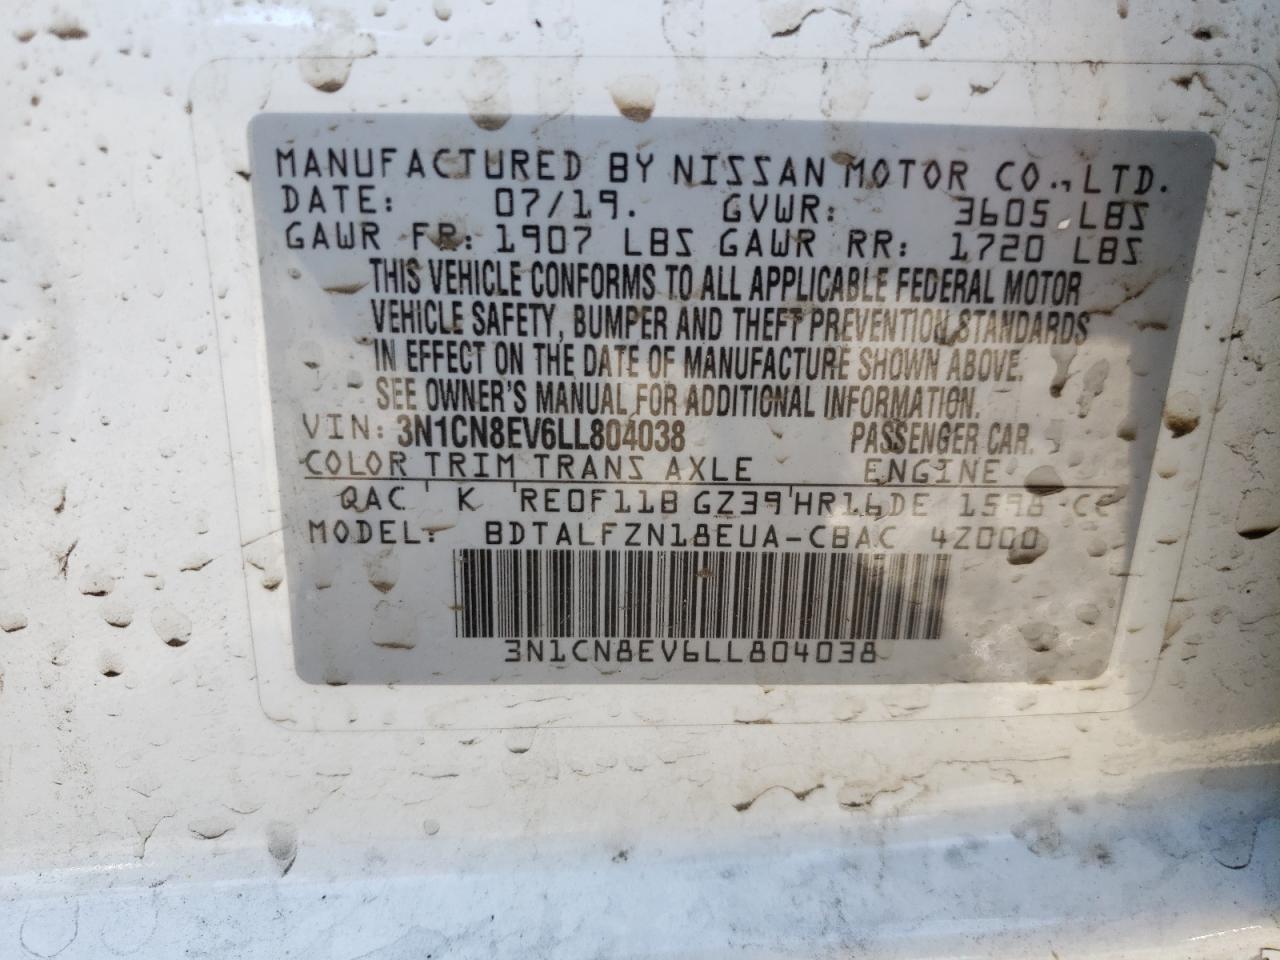 MANUFACTURED BY NISSAN MOTOR CO., LTD.
DATE: 07/19. GVWR: 3605 LBS
GAWR FR: 1907 LBS GAWR RR: 1720 LBS
THIS VEHICLE CONFORMS TO ALL APPLICABLE FEDERAL MOTOR
VEHICLE SAFETY, BUMPER AND THEFT PREVENTION STANDARDS
IN EFFECT ON THE DATE OF MANUFACTURE SHOWN ABOVE.
SEE OWNER'S MANUAL FOR ADDITIONAL INFORMATION.
VIN: 3N1CN8EV6LL804038 PASSENGER CAR.
COLOR TRIM TRANS AXLE ENGINE
QAC K RE0F11B GZ39 HR16DE 1598 CC
MODEL: BDTALFZN18EUA-CBAC 4Z000
3N1CN8EV6LL804038